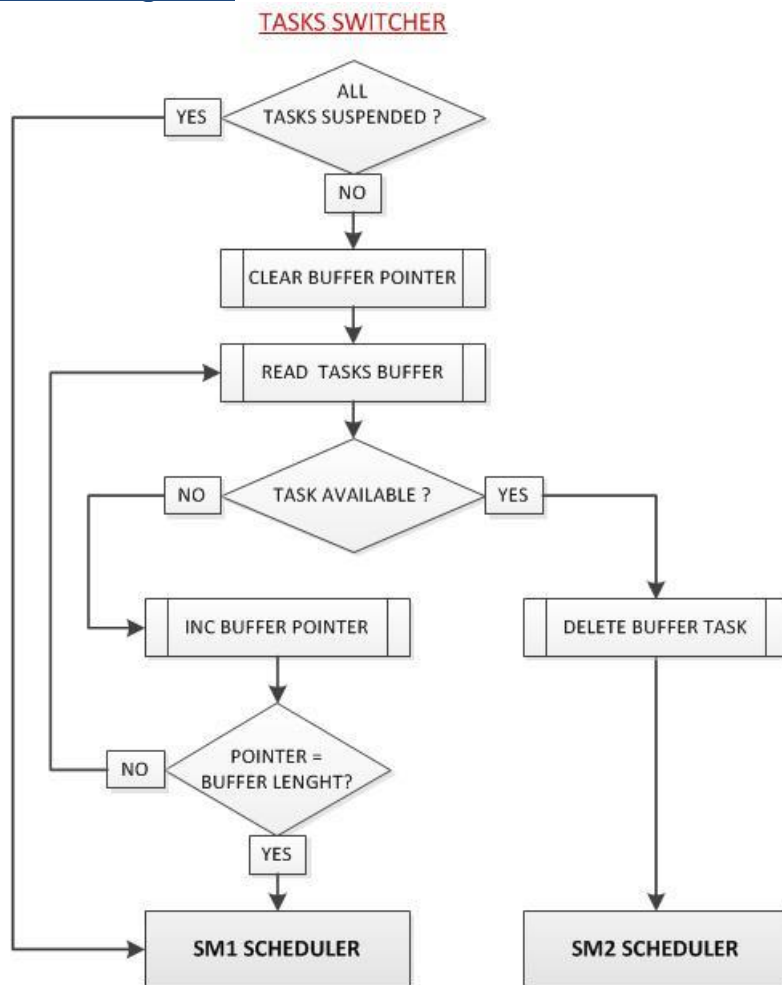 TASKS SWITCHER
ALL
TASKS SUSPENDED ?
YES
NO
CLEAR BUFFER POINTER
READ TASKS BUFFER
NO
TASK AVAILABLE ?
YES
INC BUFFER POINTER
DELETE BUFFER TASK
POINTER =
BUFFER LENGHT?
NO
YES
SM1 SCHEDULER
SM2 SCHEDULER